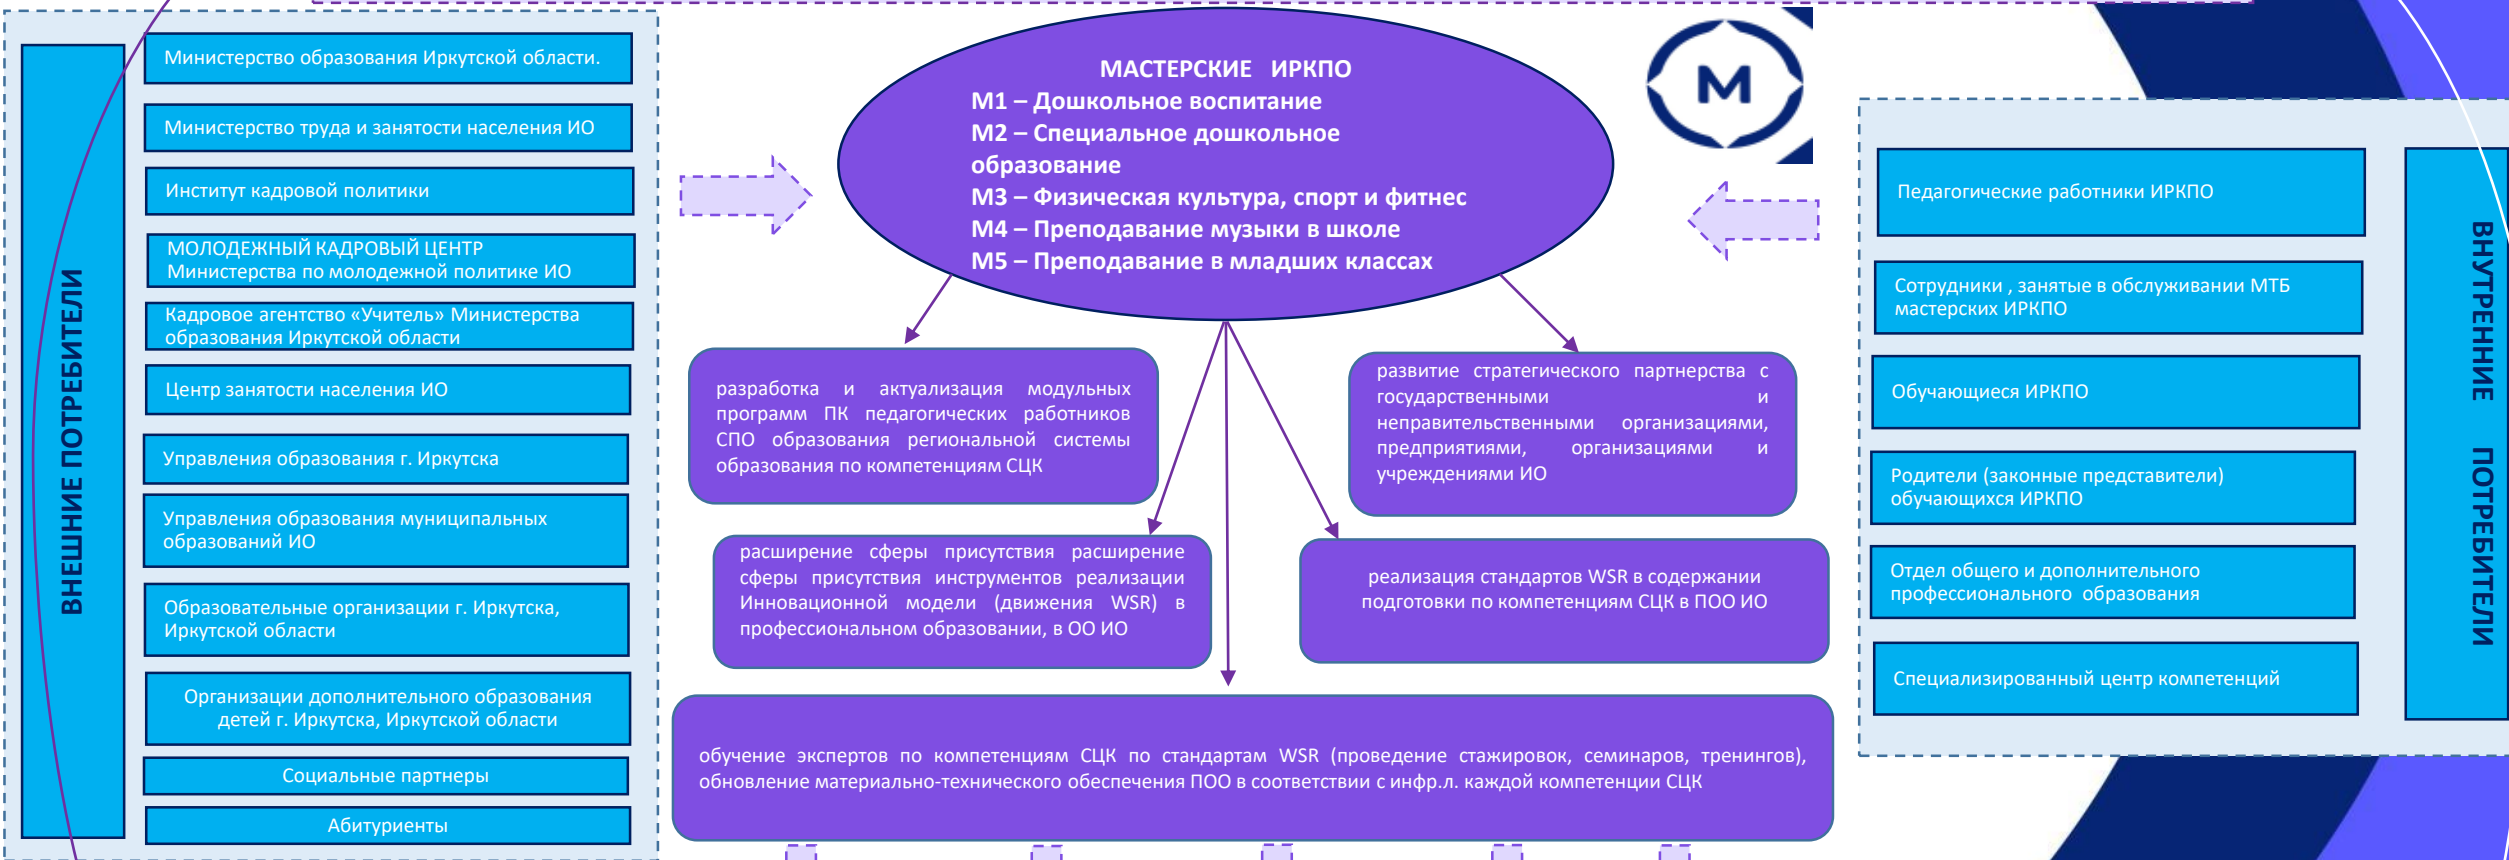 ВНЕШНИЕ ПОТРЕБИТЕЛИ
Министерство образования Иркутской области.
Министерство труда и занятости населения ИО
Институт кадровой политики
МОЛОДЕЖНЫЙ КАДРОВЫЙ ЦЕНТР
Министерства по молодежной политике ИО
Кадровое агентство «Учитель» Министерства
образования Иркутской области
Центр занятости населения ИО
Управления образования г. Иркутска
Управления образования муниципальных
образований ИО
Образовательные организации г. Иркутска,
Иркутской области
Организации дополнительного образования
детей г. Иркутска, Иркутской области
Социальные партнеры
Абитуриенты
МАСТЕРСКИЕ ИРКПО
М1 – Дошкольное воспитание
М2 – Специальное дошкольное
образование
М3 – Физическая культура, спорт и фитнес
М4 – Преподавание музыки в школе
М5 – Преподавание в младших классах
М
разработка и актуализация модульных
программ ПК педагогических работников
СПО образования региональной системы
образования по компетенциям СЦК
развитие стратегического партнерства с
государственными и
неправительственными организациями,
предприятиями, организациями и
учреждениями ИО
расширение сферы присутствия расширение
сферы присутствия инструментов реализации
Инновационной модели (движения WSR) в
профессиональном образовании, в ОО ИО
реализация стандартов WSR в содержании
подготовки по компетенциям СЦК в ПОО ИО
обучение экспертов по компетенциям СЦК по стандартам WSR (проведение стажировок, семинаров, тренингов),
обновление материально-технического обеспечения ПОО в соответствии с инфр.л. каждой компетенции СЦК
Педагогические работники ИРКПО
Сотрудники , занятые в обслуживании МТБ
мастерских ИРКПО
Обучающиеся ИРКПО
Родители (законные представители)
обучающихся ИРКПО
Отдел общего и дополнительного
профессионального образования
Специализированный центр компетенций
ВНУТРЕННИЕ ПОТРЕБИТЕЛИ